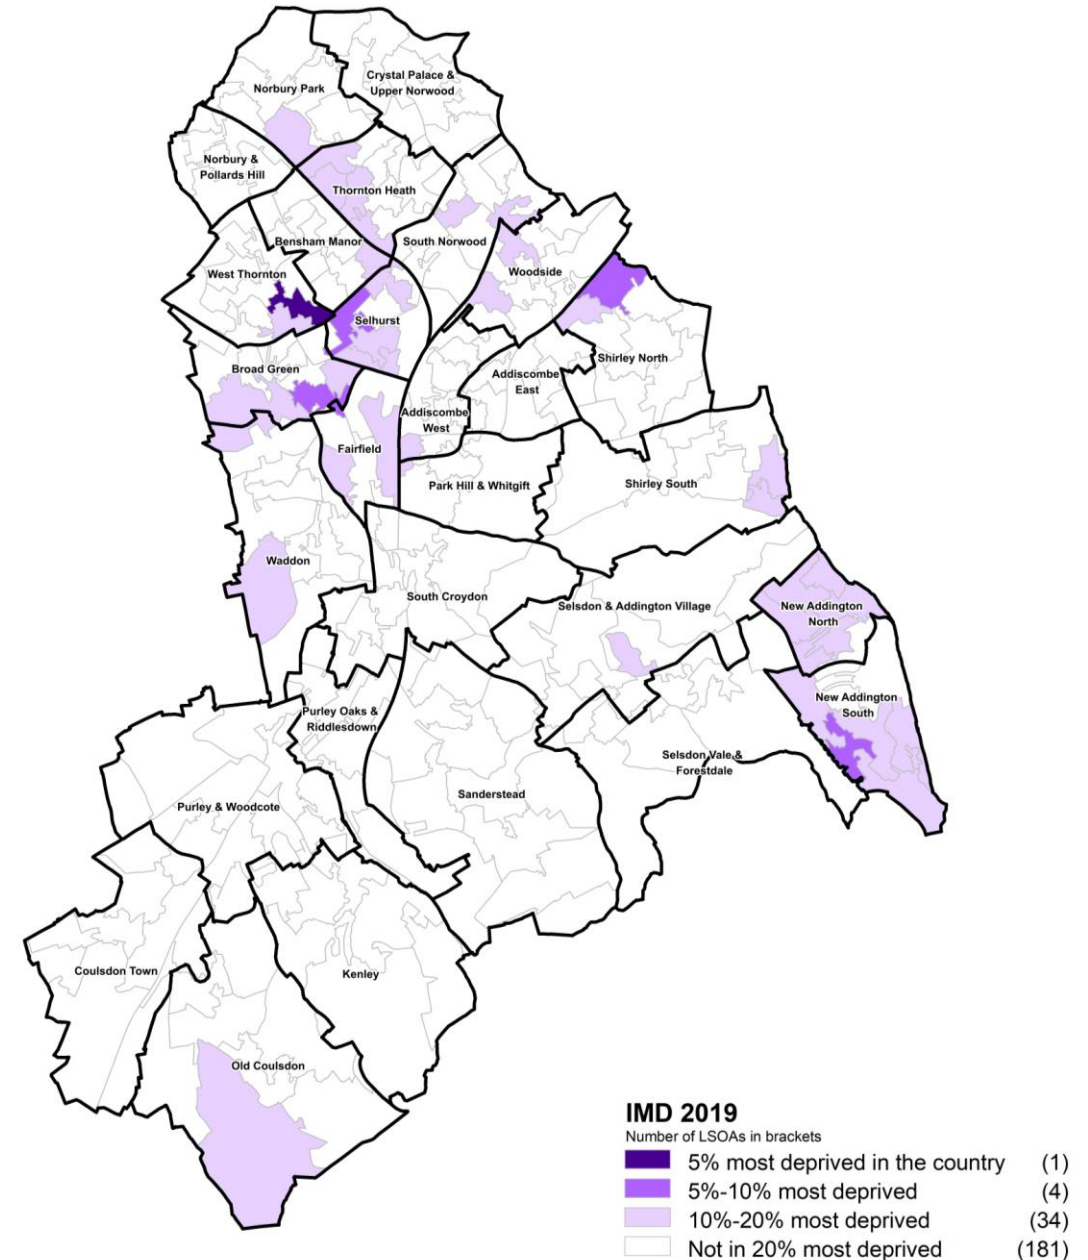 Crystal Palace &
Upper Norwood
Norbury Park
Norbury &
Pollards Hill
Thornton Heath
Bensham Manor
South Norwood
West Thornton
Woodside
Selhurst
Shirley North
Broad Green
Addiscombe
East
Addiscombe
West
Fairfield
Park Hill & Whitgift
Shirley South
Waddon
South Croydon
Selsdon & Addington Village
New Addington
North
New Addington
South
Purley Oaks &
Riddlesdown
Selsdon Vale &
Forestdale
Sanderstead
Purley & Woodcote
Coulsdon Town
Kenley
Old Coulsdon
IMD 2019
Number of LSOAs in brackets
5% most deprived in the country (1)
5%-10% most deprived (4)
10%-20% most deprived (34)
Not in 20% most deprived (181)